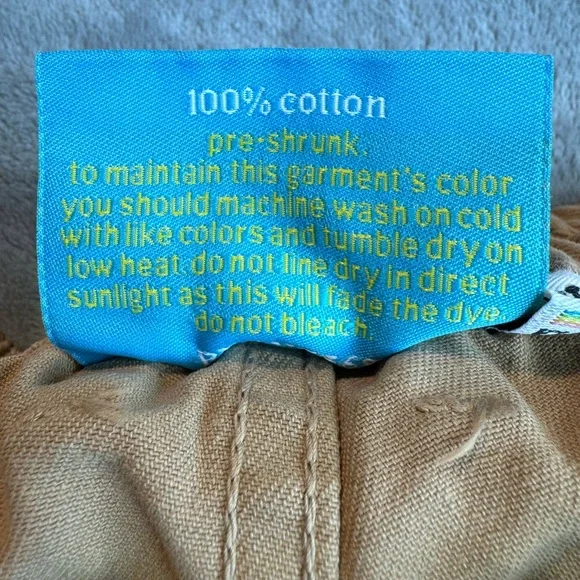 100% cotton
pre-shrunk.
to maintain this garment's color
you should machine wash on cold
with like colors and tumble dry on
low heat. do not line dry in direct
sunlight as this will fade the dye.
do not bleach.